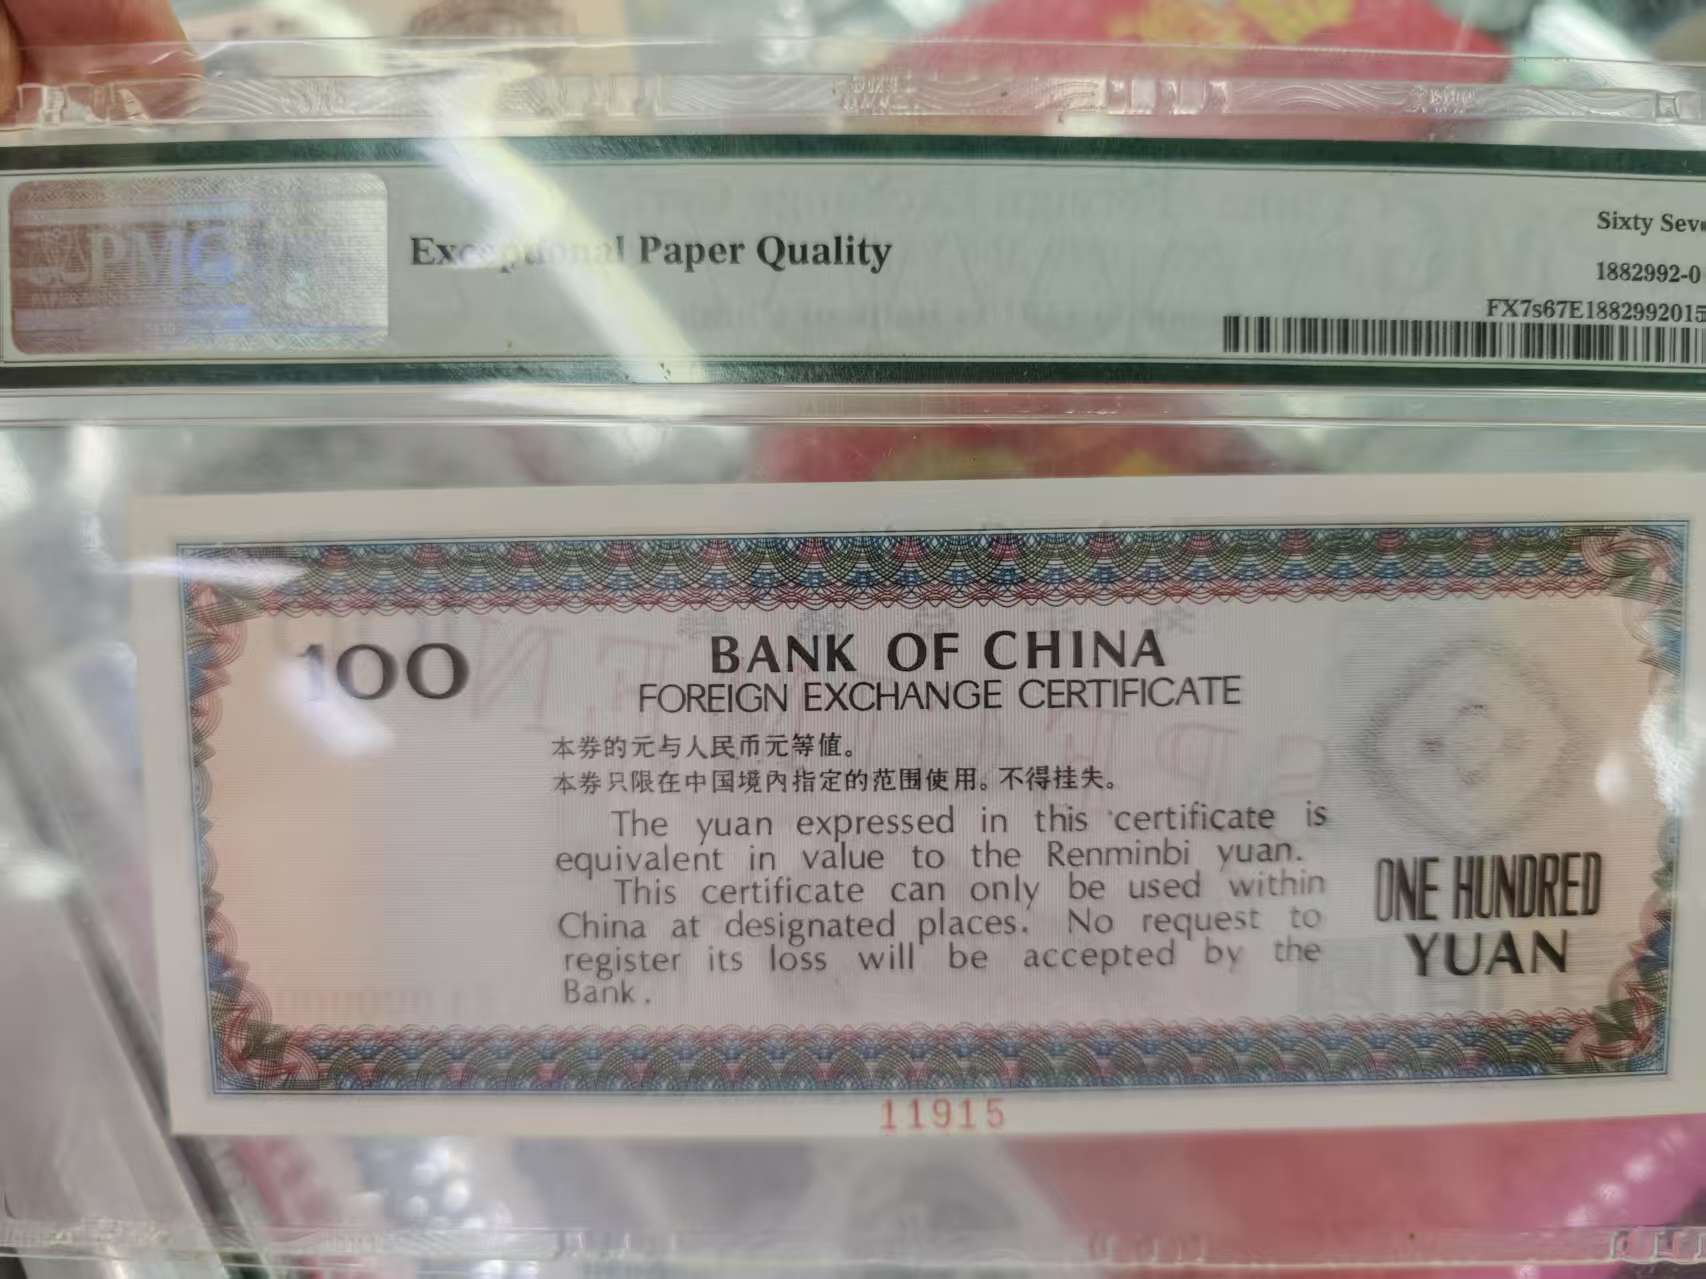 PMG
Exceptional Paper Quality
Sixty Seve
1882992-0
FX7s67E1882992015
100
BANK OF CHINA
FOREIGN EXCHANGE CERTIFICATE
本券的元与人民币元等值。
本券只限在中国境内指定的范围使用。不得挂失。
The yuan expressed in this certificate is
equivalent in value to the Renminbi yuan.
This certificate can only be used within
China at designated places. No request to
register its loss will be accepted by the
Bank.
ONE HUNDRED
YUAN
11915